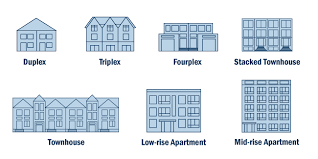 Duplex
Triplex
Fourplex
Stacked Townhouse
Townhouse
Low-rise Apartment
Mid-rise Apartment